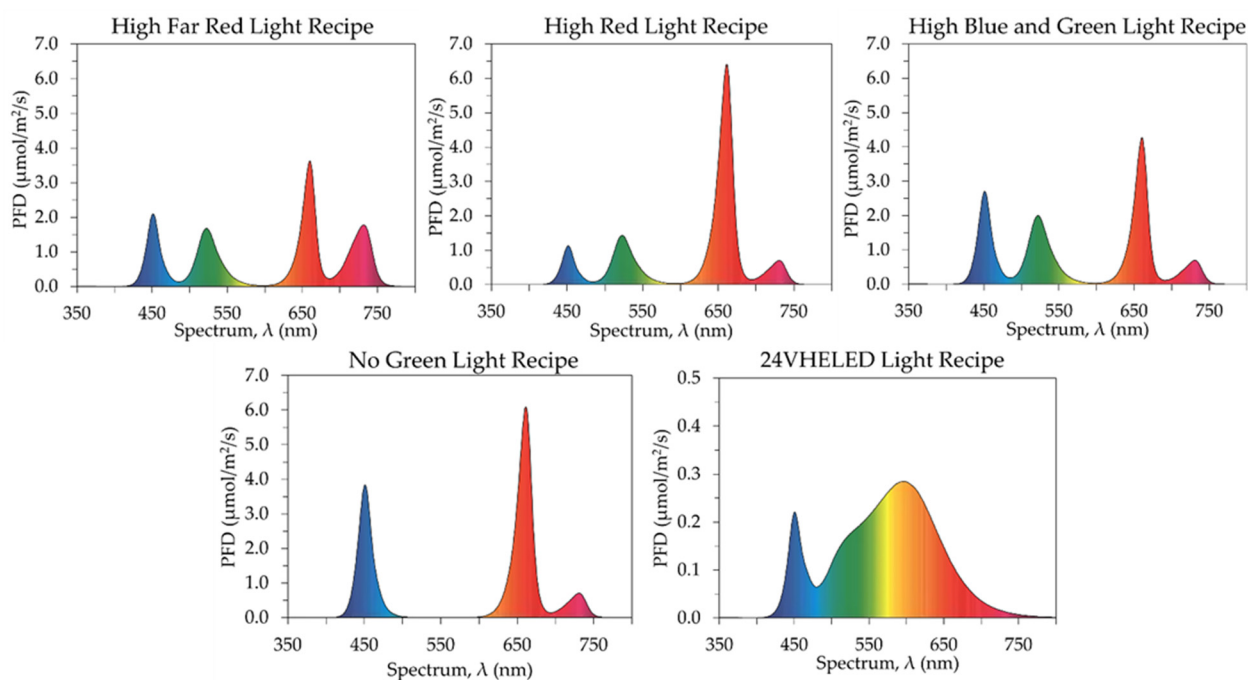 High Far Red Light Recipe
7.0
6.0
5.0
4.0
3.0
2.0
1.0
0.0
PFD (µmol/m²/s)
350 450 550 650 750
Spectrum, λ (nm)
High Red Light Recipe
7.0
6.0
5.0
4.0
3.0
2.0
1.0
0.0
PFD (µmol/m²/s)
350 450 550 650 750
Spectrum, λ (nm)
High Blue and Green Light Recipe
7.0
6.0
5.0
4.0
3.0
2.0
1.0
0.0
PFD (µmol/m²/s)
350 450 550 650 750
Spectrum, λ (nm)
No Green Light Recipe
7.0
6.0
5.0
4.0
3.0
2.0
1.0
0.0
PFD (µmol/m²/s)
350 450 550 650 750
Spectrum, λ (nm)
24VHELED Light Recipe
0.5
0.4
0.3
0.2
0.1
0.0
PFD (µmol/m²/s)
350 450 550 650 750
Spectrum, λ (nm)